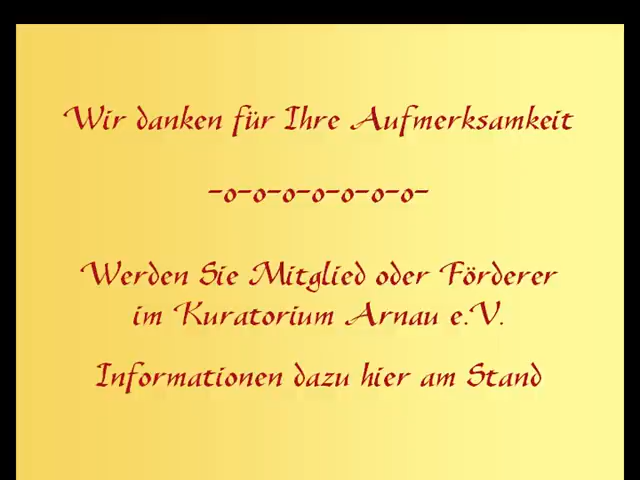 Wir danken für Ihre Aufmerksamkeit
-o-o-o-o-o-o-o-
Werden Sie Mitglied oder Förderer
im Kuratorium Arnau e.V.
Informationen dazu hier am Stand